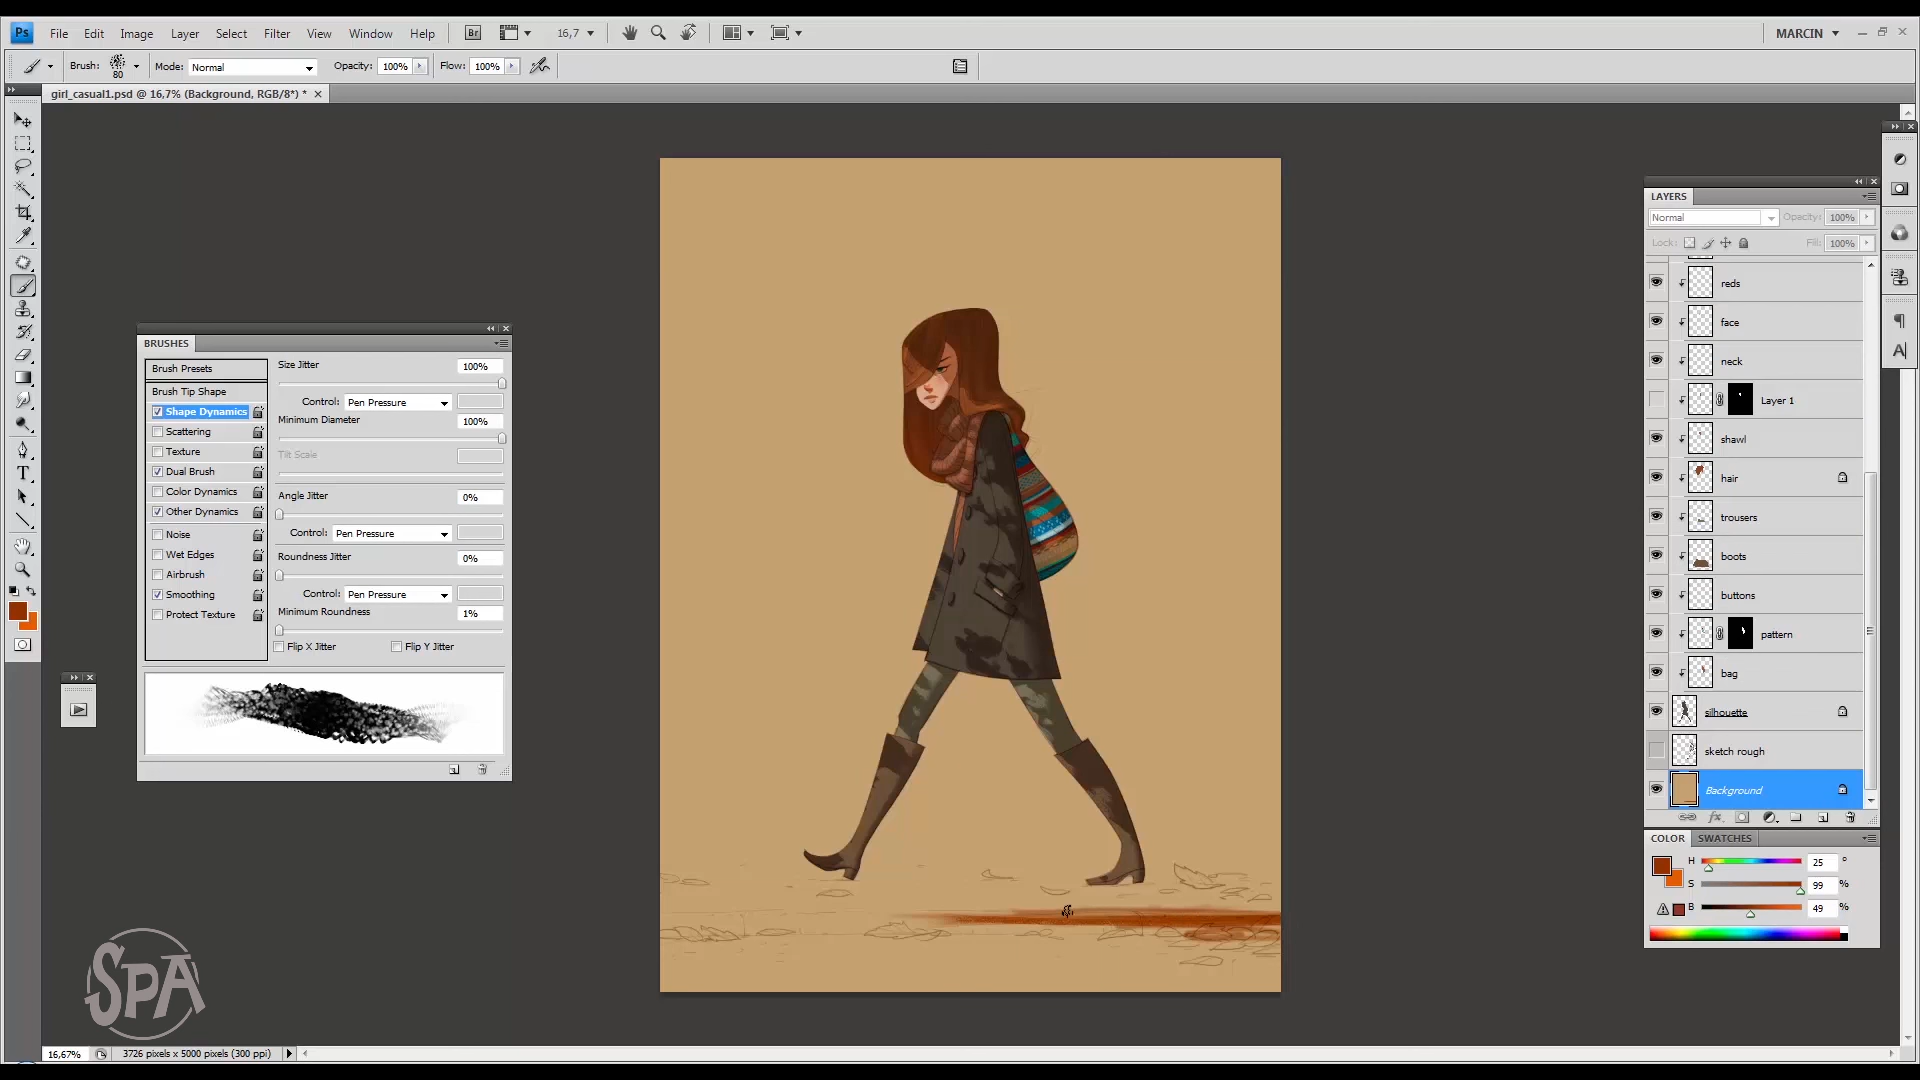 Ps File Edit Image Layer Select Filter View Window Help Br 16,7 MARCIN
Brush: 80 Mode: Normal Opacity: 100% Flow: 100%
girl_casual1.psd @ 16,7% (Background, RGB/8*) *
BRUSHES
Brush Presets
Brush Tip Shape
Shape Dynamics
Scattering
Texture
Dual Brush
Color Dynamics
Other Dynamics
Noise
Wet Edges
Airbrush
Smoothing
Protect Texture
Size Jitter 100%
Control: Pen Pressure
Minimum Diameter 100%
Tilt Scale
Angle Jitter 0%
Control: Pen Pressure
Roundness Jitter 0%
Control: Pen Pressure
Minimum Roundness 1%
Flip X Jitter Flip Y Jitter
LAYERS
Normal Opacity: 100%
Lock: Fill: 100%
reds
face
neck
Layer 1
shawl
hair
trousers
boots
buttons
pattern
bag
silhouette
sketch rough
Background
fx
COLOR SWATCHES
H 25 °
S 99 %
B 49 %
T
A
SPA
16,67% 3726 pixels x 5000 pixels (300 ppi)